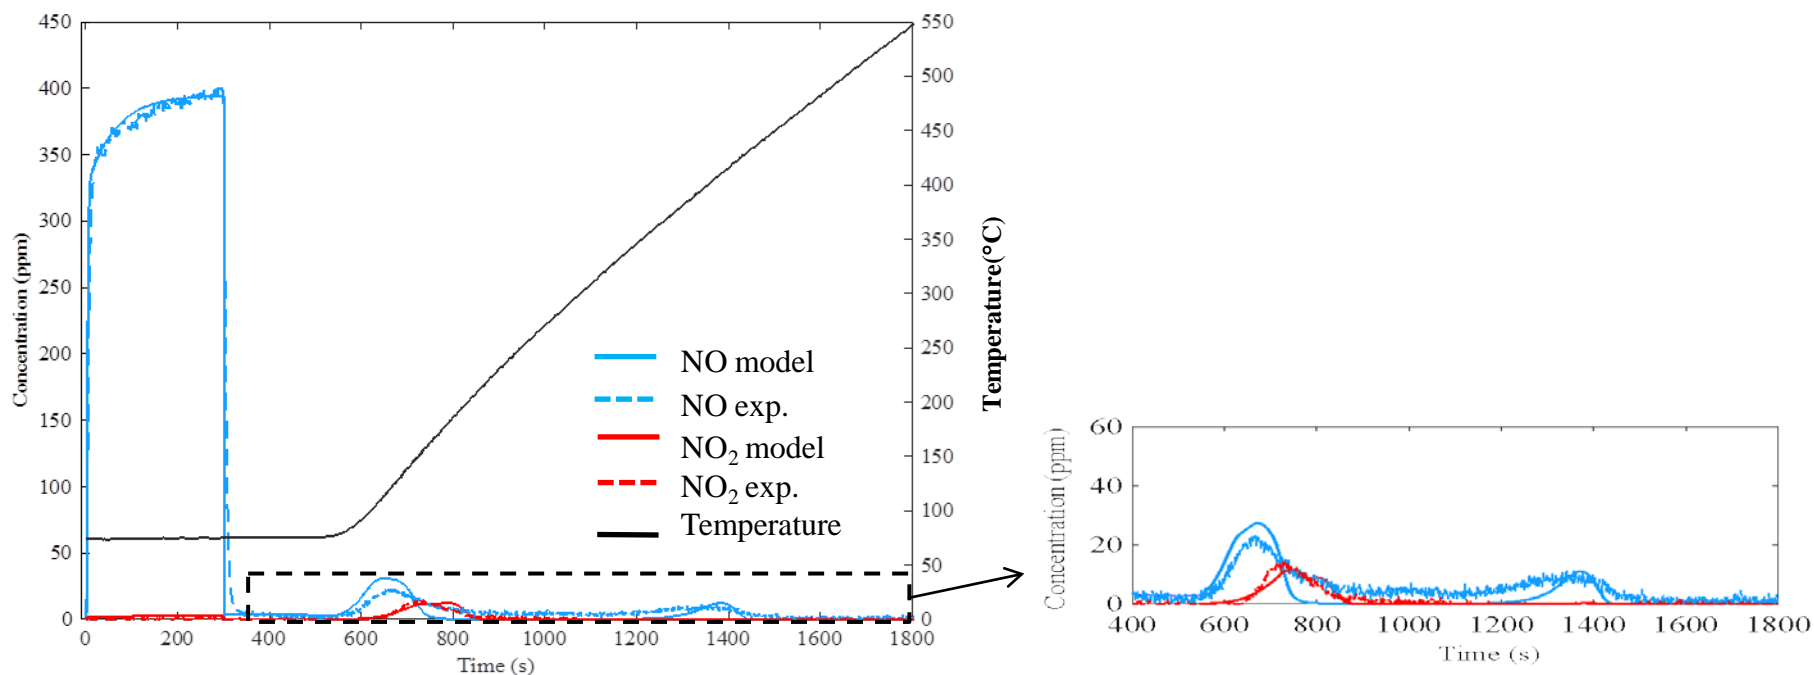 450
400
350
300
250
200
150
100
50
0
Concentration (ppm)
0 200 400 600 800 1000 1200 1400 1600 1800
Time (s)
550
500
450
400
350
300
250
200
150
100
50
0
Temperature(°C)
NO model
NO exp.
NO₂ model
NO₂ exp.
Temperature
60
40
20
0
Concentration (ppm)
400 600 800 1000 1200 1400 1600 1800
Time (s)